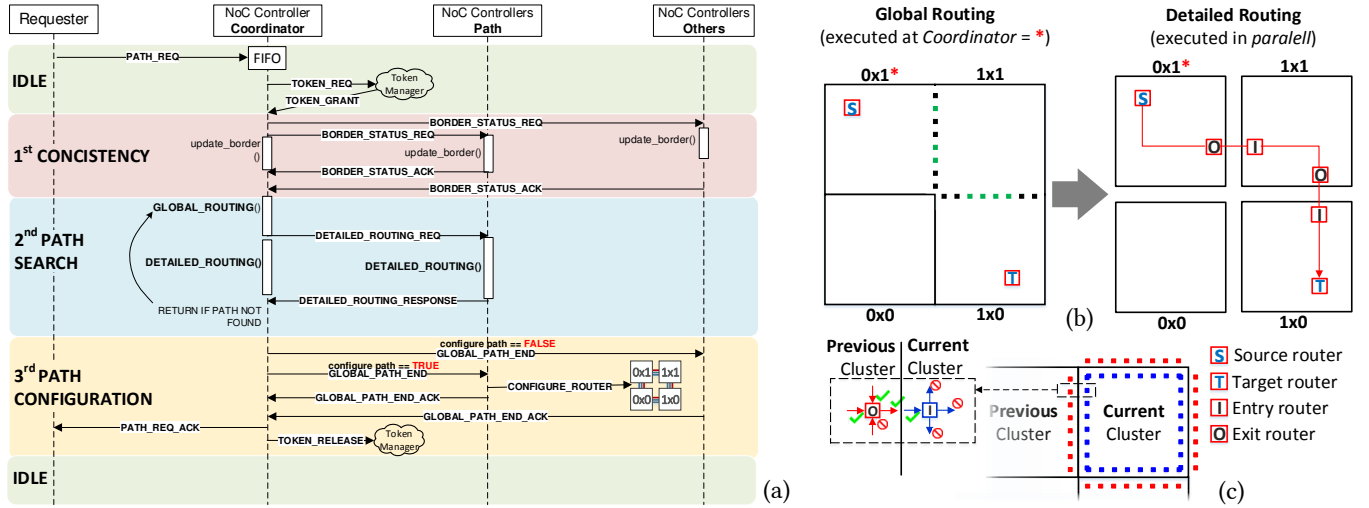 Requester
NoC Controller
Coordinator
NoC Controllers
Path
NoC Controllers
Others
IDLE
PATH_REQ
FIFO
TOKEN_REQ
Token
Manager
TOKEN_GRANT
1st CONCISTENCY
BORDER_STATUS_REQ
BORDER_STATUS_REQ
update_border
()
update_border()
update_border()
BORDER_STATUS_ACK
BORDER_STATUS_ACK
2nd PATH
SEARCH
GLOBAL_ROUTING()
DETAILED_ROUTING_REQ
DETAILED_ROUTING()
DETAILED_ROUTING()
DETAILED_ROUTING_RESPONSE
RETURN IF PATH NOT
FOUND
3rd PATH
CONFIGURATION
configure path == FALSE
GLOBAL_PATH_END
configure path == TRUE
GLOBAL_PATH_END
CONFIGURE_ROUTER
0x1 1x1
0x0 1x0
GLOBAL_PATH_END_ACK
GLOBAL_PATH_END_ACK
PATH_REQ_ACK
TOKEN_RELEASE
Token
Manager
IDLE
(a)
Global Routing
(executed at Coordinator = *)
0x1* 1x1
S
T
0x0 1x0
Detailed Routing
(executed in paralell)
0x1* 1x1
S
O I
O
I
T
0x0 1x0
(b)
Previous
Cluster
Current
Cluster
O I
Previous
Cluster
Current
Cluster
S Source router
T Target router
I Entry router
O Exit router
(c)